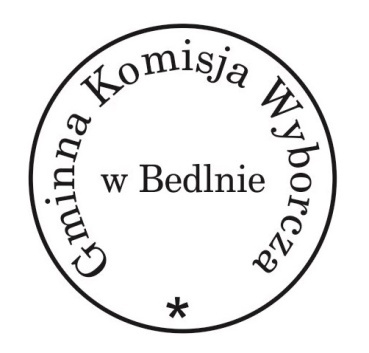 Gminna Komisja Wyborcza
w Bedlnie
*